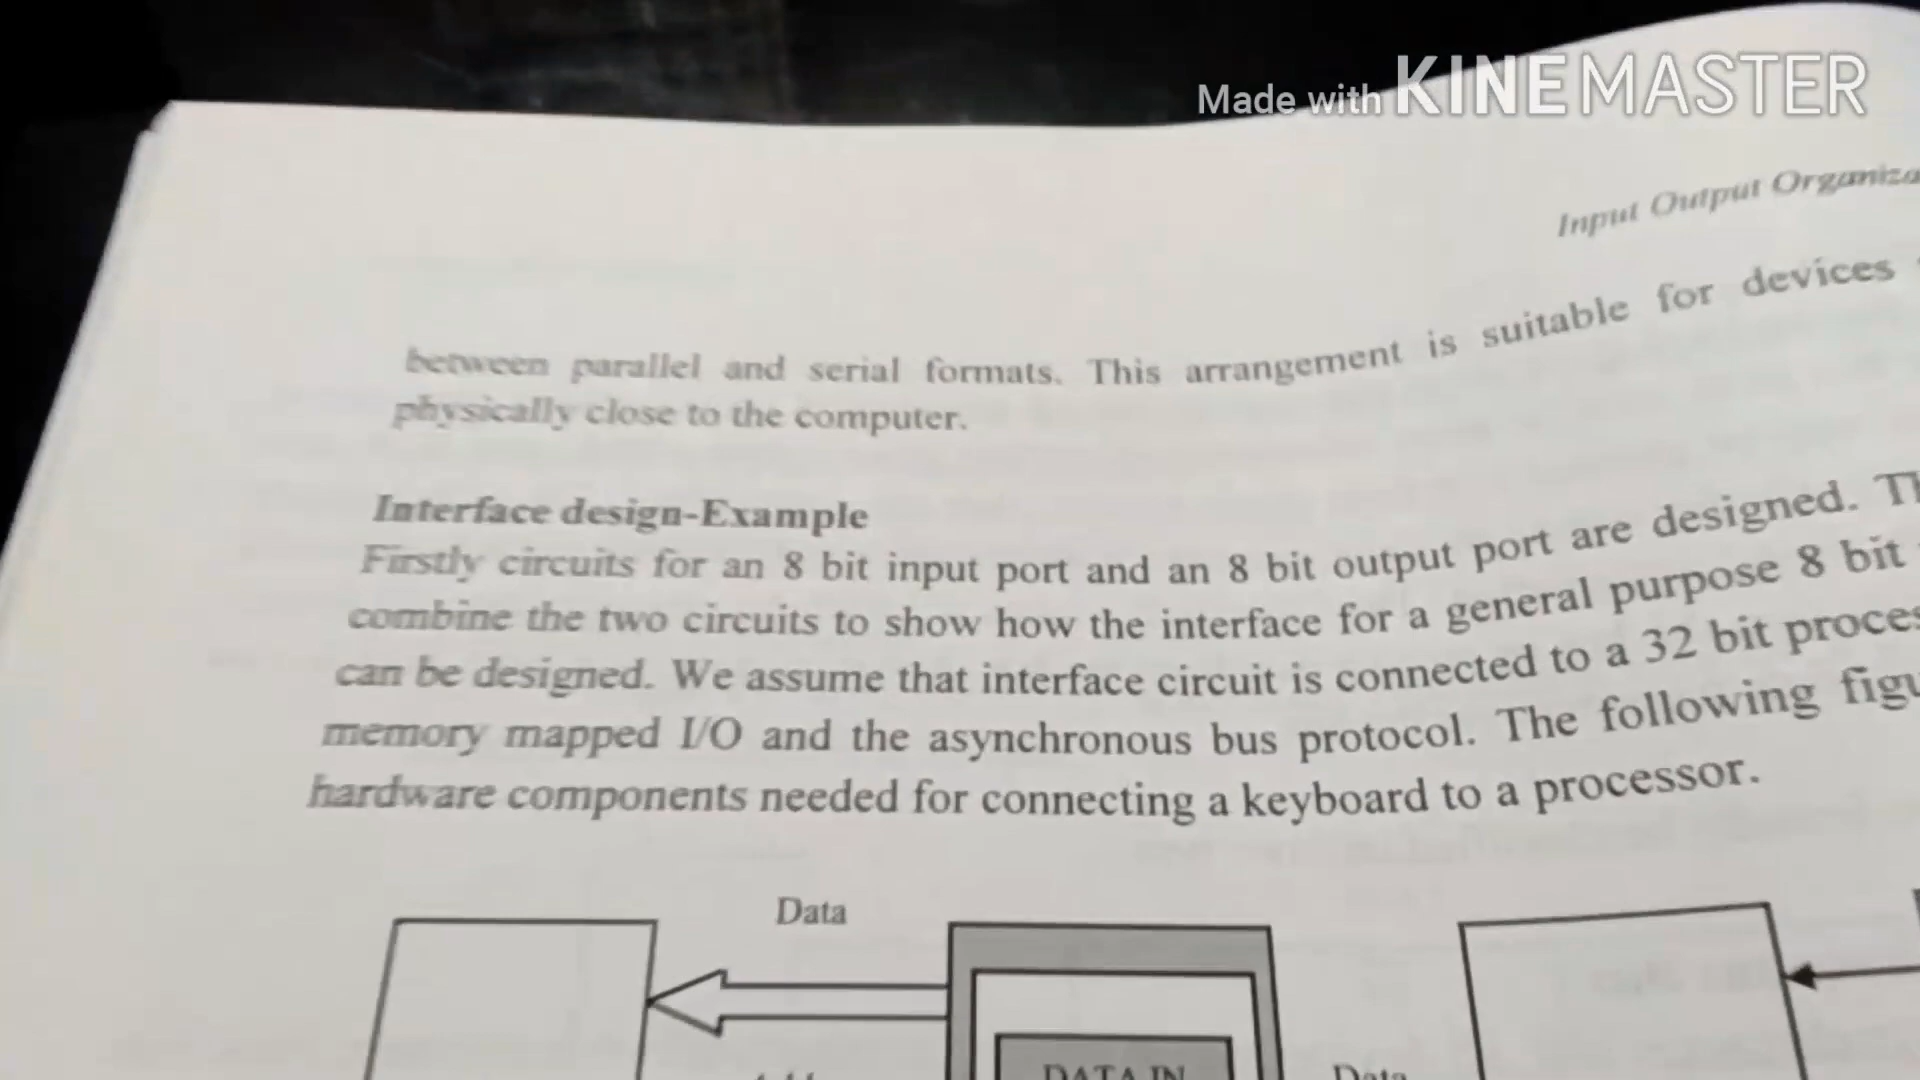 Made with KINEMASTER
Input Output Organiza
between parallel and serial formats. This arrangement is suitable for devices
physically close to the computer.
Interface design-Example
Firstly circuits for an 8 bit input port and an 8 bit output port are designed. Th
combine the two circuits to show how the interface for a general purpose 8 bit
can be designed. We assume that interface circuit is connected to a 32 bit proces
memory mapped I/O and the asynchronous bus protocol. The following figu
hardware components needed for connecting a keyboard to a processor.
Data
DATA IN
Data